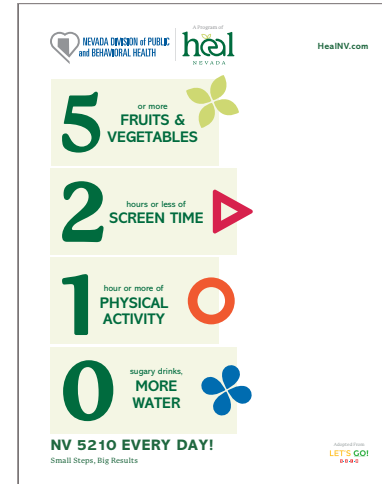 NEVADA DIVISION of PUBLIC
and BEHAVIORAL HEALTH
A Program of
heal
NEVADA
HealNV.com
5
or more
FRUITS &
VEGETABLES
2
hours or less of
SCREEN TIME
1
hour or more of
PHYSICAL
ACTIVITY
0
sugary drinks,
MORE
WATER
NV 5210 EVERY DAY!
Small Steps, Big Results
Adapted From
LET'S GO!